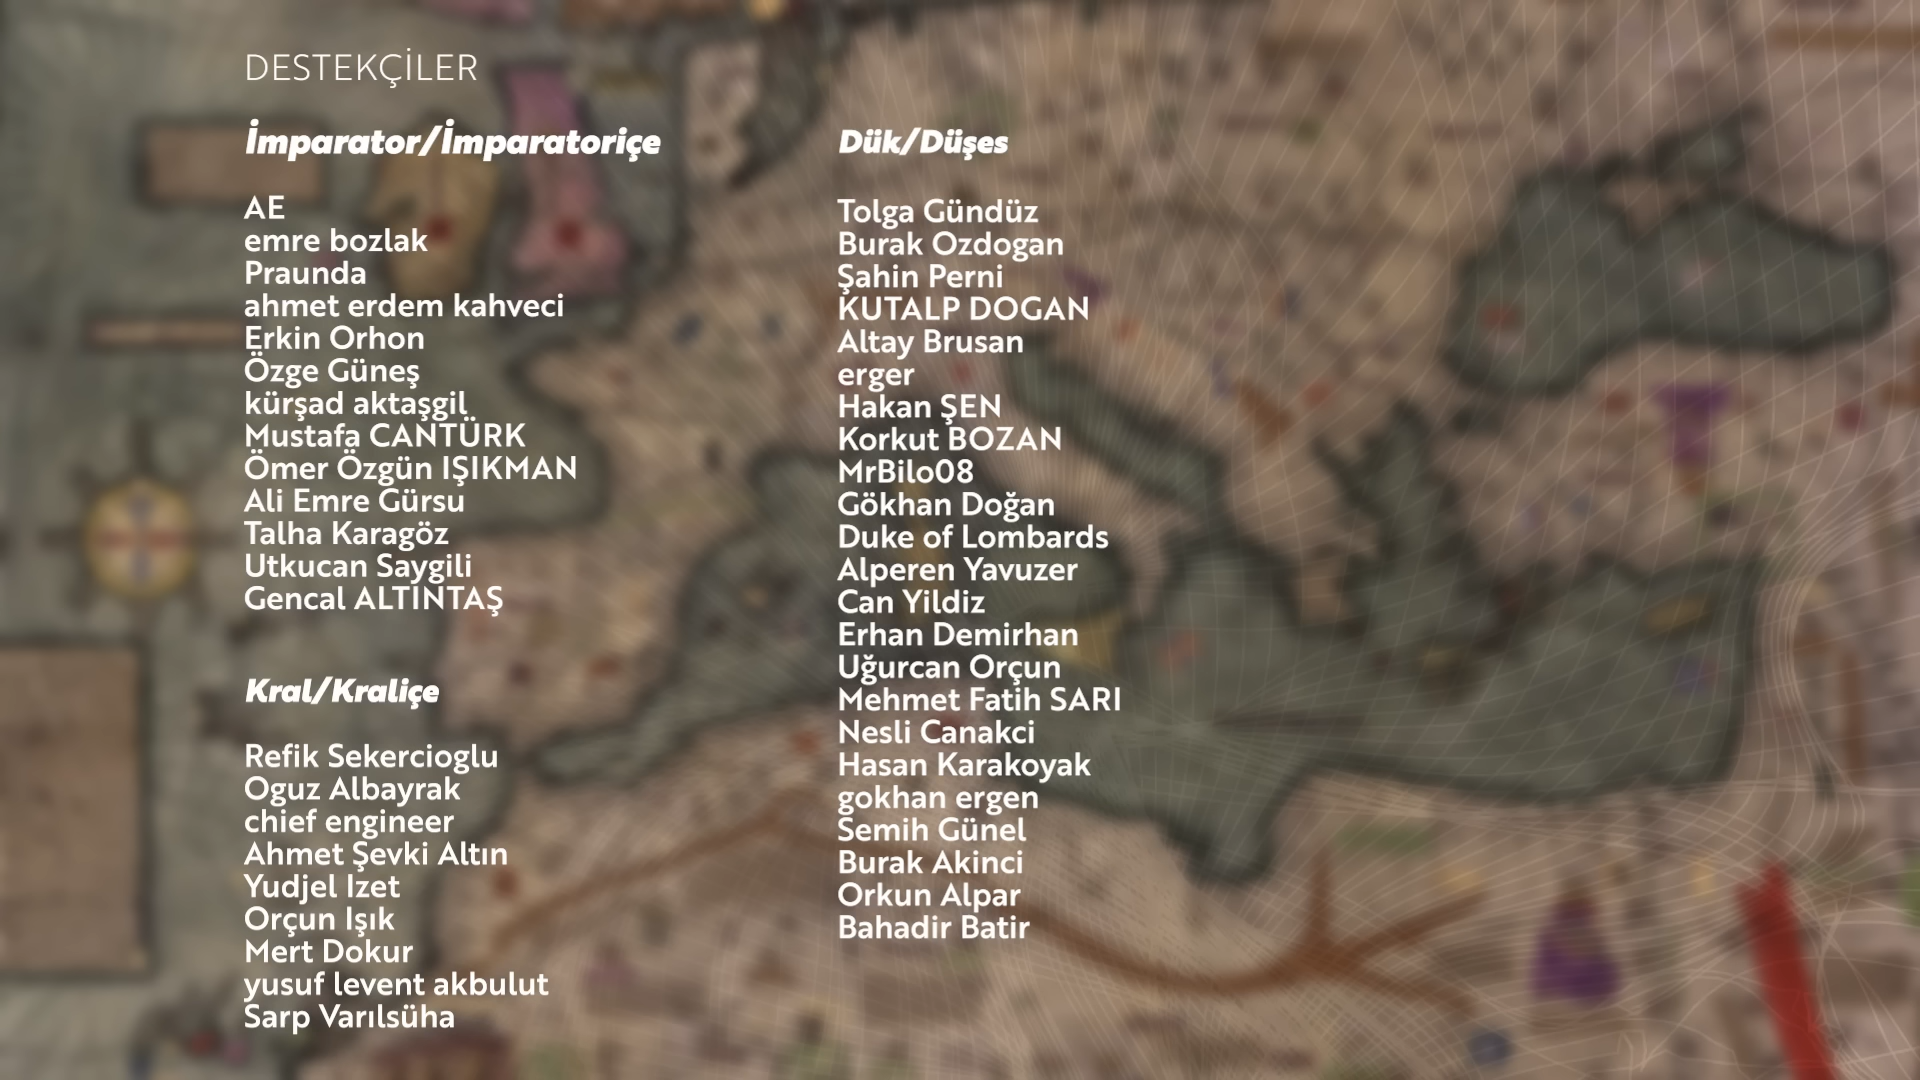 DESTEKÇİLER
İmparator/İmparatoriçe
AE
emre bozlak
Praunda
ahmet erdem kahveci
Erkin Orhon
Özge Güneş
kürşad aktaşgil
Mustafa CANTÜRK
Ömer Özgün IŞIKMAN
Ali Emre Gürsu
Talha Karagöz
Utkucan Saygili
Gencal ALTINTAŞ
Kral/Kraliçe
Refik Sekercioglu
Oguz Albayrak
chief engineer
Ahmet Şevki Altın
Yudjel Izet
Orçun Işık
Mert Dokur
yusuf levent akbulut
Sarp Varılsüha
Dük/Düşes
Tolga Gündüz
Burak Ozdogan
Şahin Perni
KUTALP DOGAN
Altay Brusan
erger
Hakan ŞEN
Korkut BOZAN
MrBilo08
Gökhan Doğan
Duke of Lombards
Alperen Yavuzer
Can Yildiz
Erhan Demirhan
Uğurcan Orçun
Mehmet Fatih SARI
Nesli Canakci
Hasan Karakoyak
gokhan ergen
Semih Günel
Burak Akinci
Orkun Alpar
Bahadir Batir